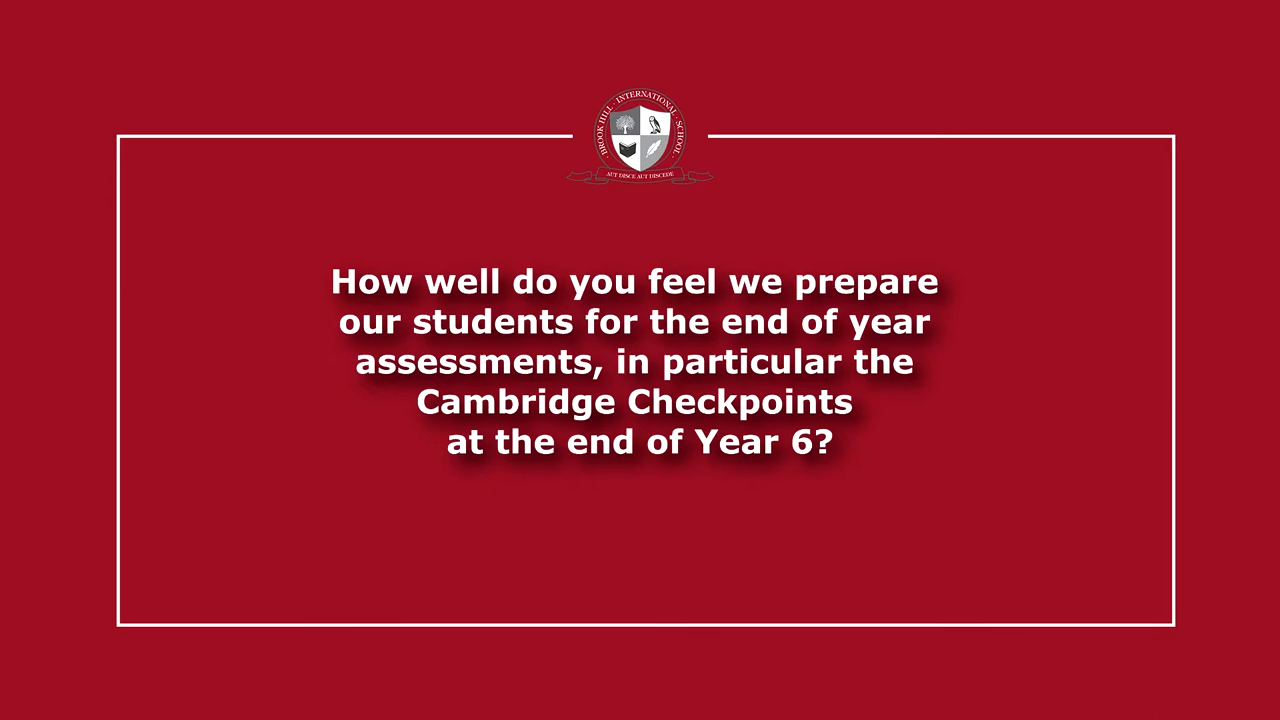 · BROOK HILL · INTERNATIONAL · SCHOOL ·
AUT DISCE AUT DISCEDE
How well do you feel we prepare
our students for the end of year
assessments, in particular the
Cambridge Checkpoints
at the end of Year 6?